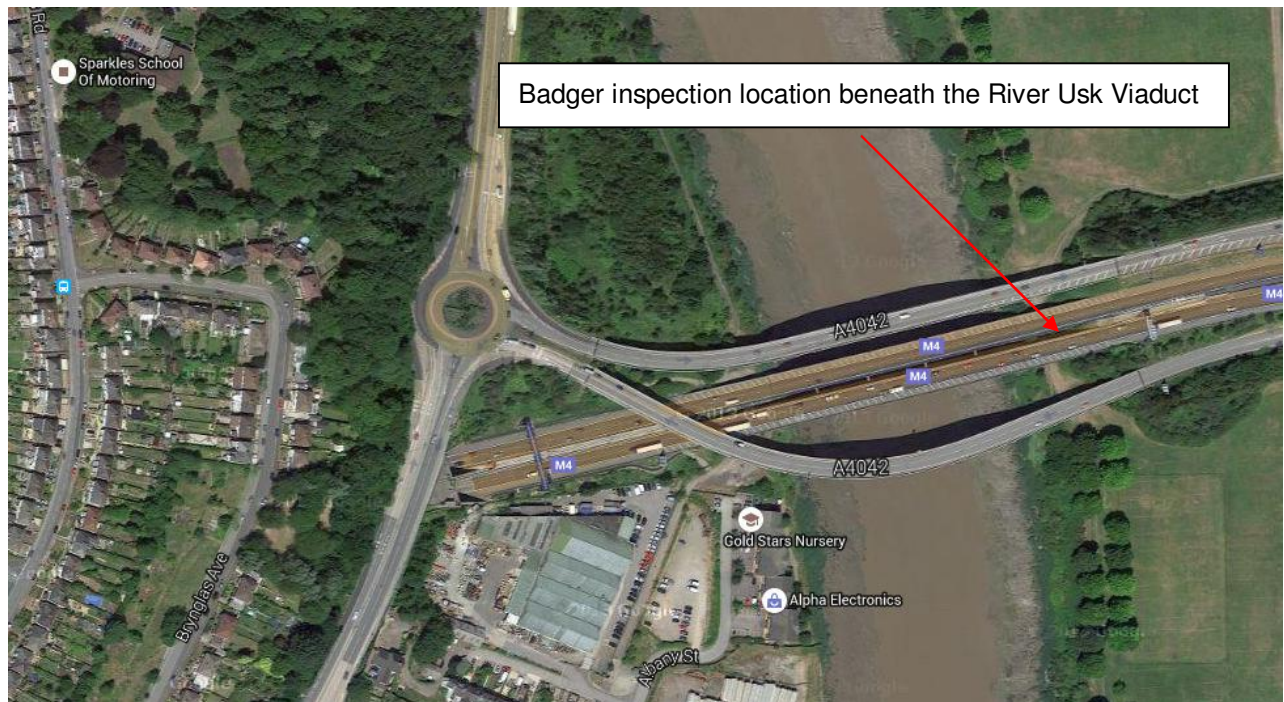 Rd
Sparkles School
Of Motoring
Badger inspection location beneath the River Usk Viaduct
A4042
M4
M4
M4
M4
A4042
Gold Stars Nursery
Alpha Electronics
Brynglas Ave
Albany St